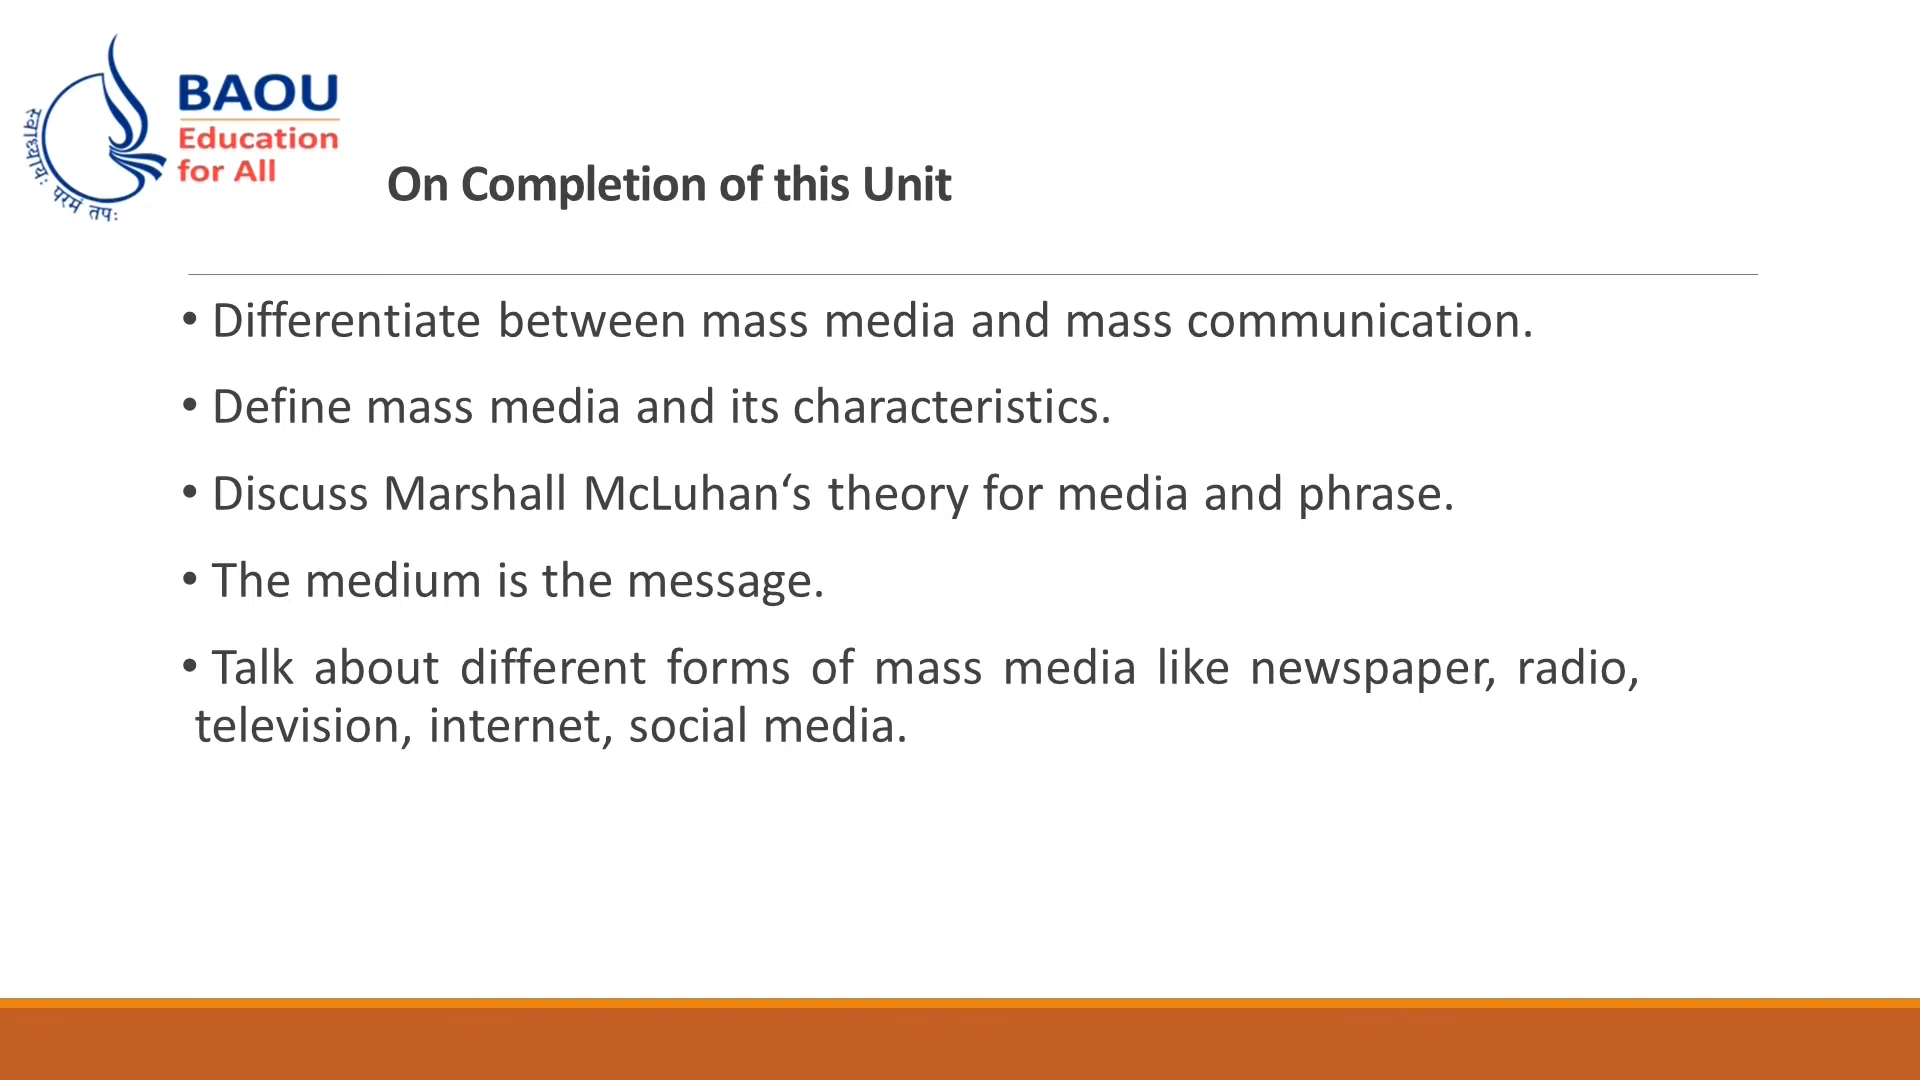 BAOU
Education
for All
स्वाध्यायः परमं तपः
On Completion of this Unit
• Differentiate between mass media and mass communication.
• Define mass media and its characteristics.
• Discuss Marshall McLuhan‘s theory for media and phrase.
• The medium is the message.
• Talk about different forms of mass media like newspaper, radio,
television, internet, social media.